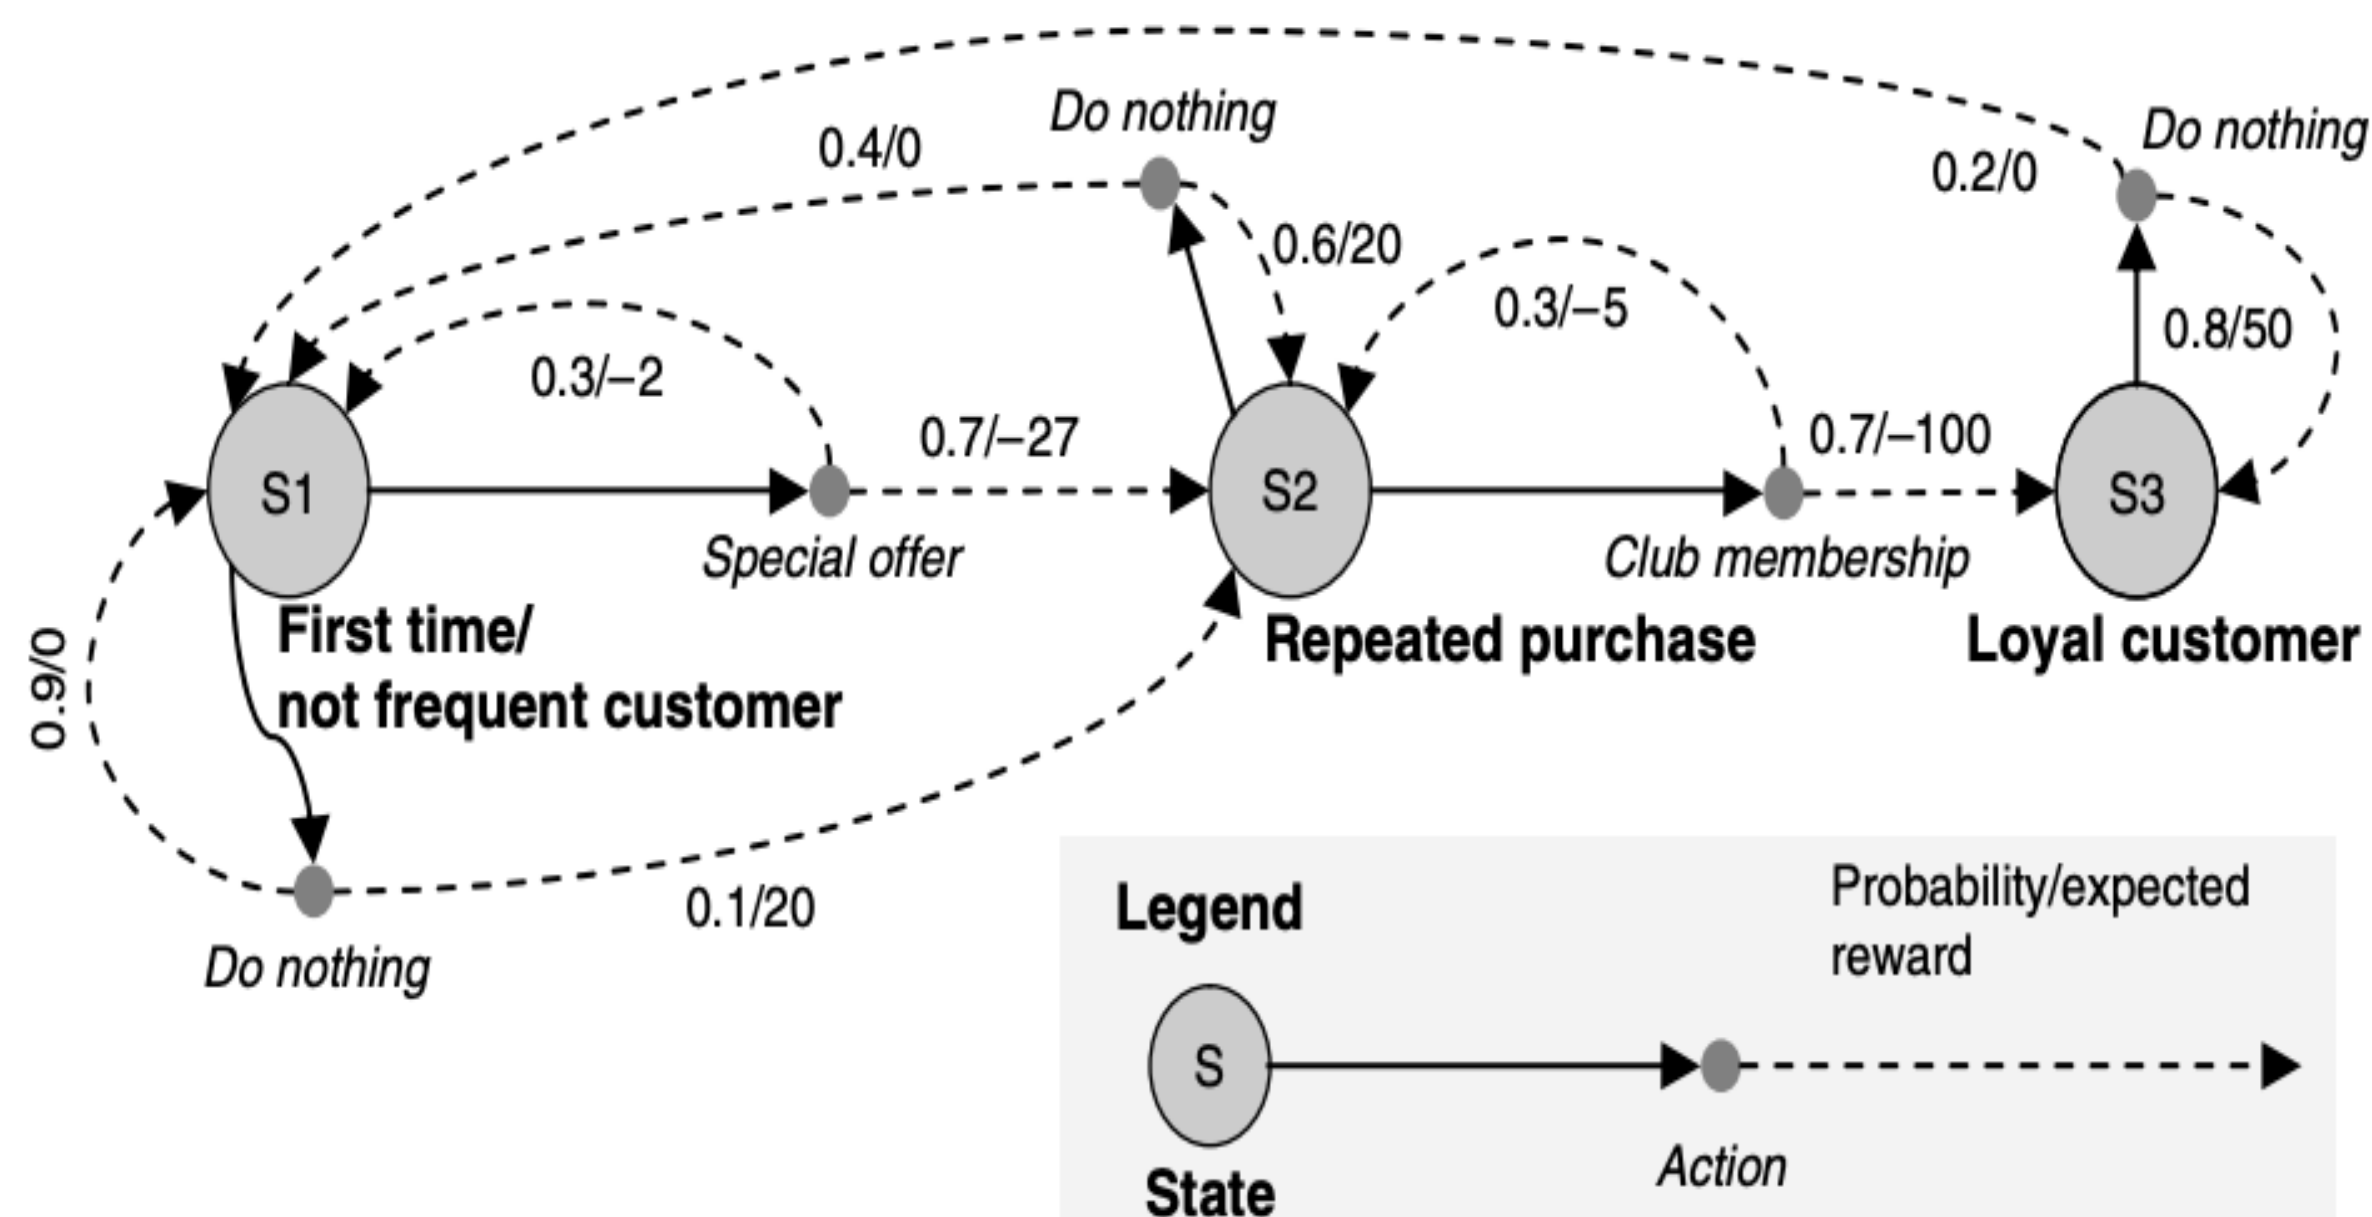 Do nothing
Do nothing
0.4/0
0.2/0
0.6/20
0.3/–5
0.8/50
0.3/–2
0.7/–27
0.7/–100
S1
S2
S3
Special offer
Club membership
First time/
not frequent customer
Repeated purchase
Loyal customer
0.9/0
0.1/20
Do nothing
Legend
Probability/expected
reward
S
Action
State